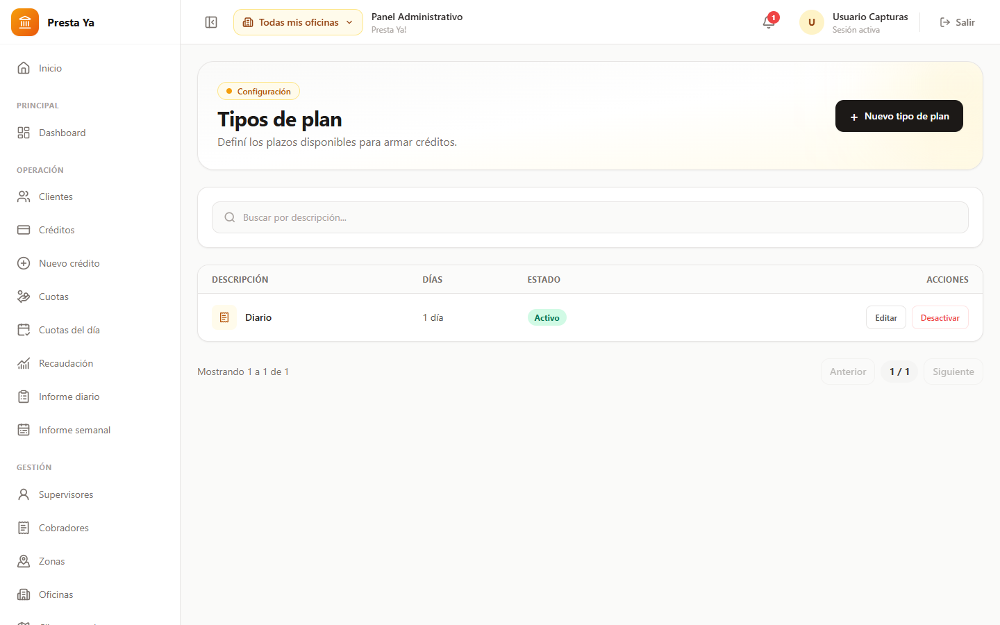 Presta Ya
Todas mis oficinas
Panel Administrativo
Presta Ya!
1
U
Usuario Capturas
Sesión activa
Salir
Inicio
PRINCIPAL
Dashboard
OPERACIÓN
Clientes
Créditos
Nuevo crédito
Cuotas
Cuotas del día
Recaudación
Informe diario
Informe semanal
GESTIÓN
Supervisores
Cobradores
Zonas
Oficinas
Configuración
Tipos de plan
Definí los plazos disponibles para armar créditos.
+ Nuevo tipo de plan
Buscar por descripción...
DESCRIPCIÓN DÍAS ESTADO ACCIONES
Diario 1 día Activo Editar Desactivar
Mostrando 1 a 1 de 1
Anterior 1 / 1 Siguiente